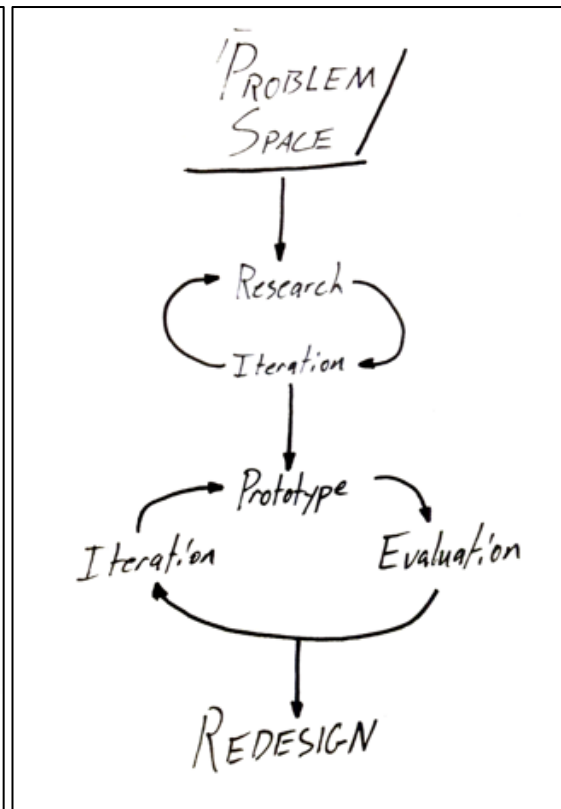 PROBLEM
SPACE
Research
Iteration
Prototype
Iteration Evaluation
REDESIGN